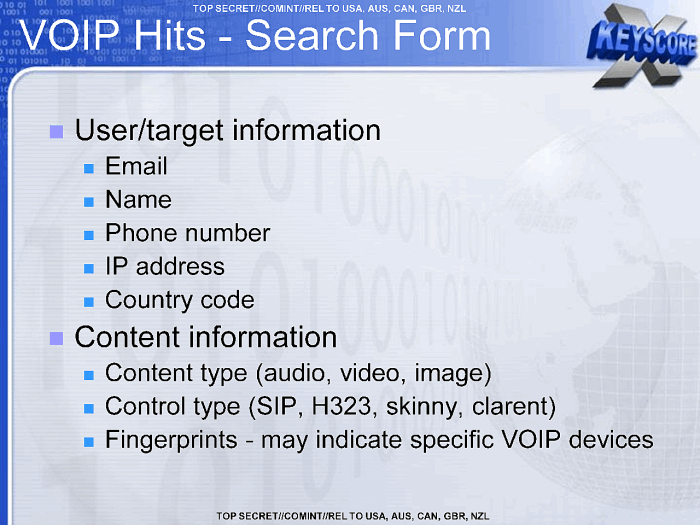 TOP SECRET//COMINT//REL TO USA, AUS, CAN, GBR, NZL
VOIP Hits - Search Form
X
KEYSCORE
User/target information
Email
Name
Phone number
IP address
Country code
Content information
Content type (audio, video, image)
Control type (SIP, H323, skinny, clarent)
Fingerprints - may indicate specific VOIP devices
TOP SECRET//COMINT//REL TO USA, AUS, CAN, GBR, NZL